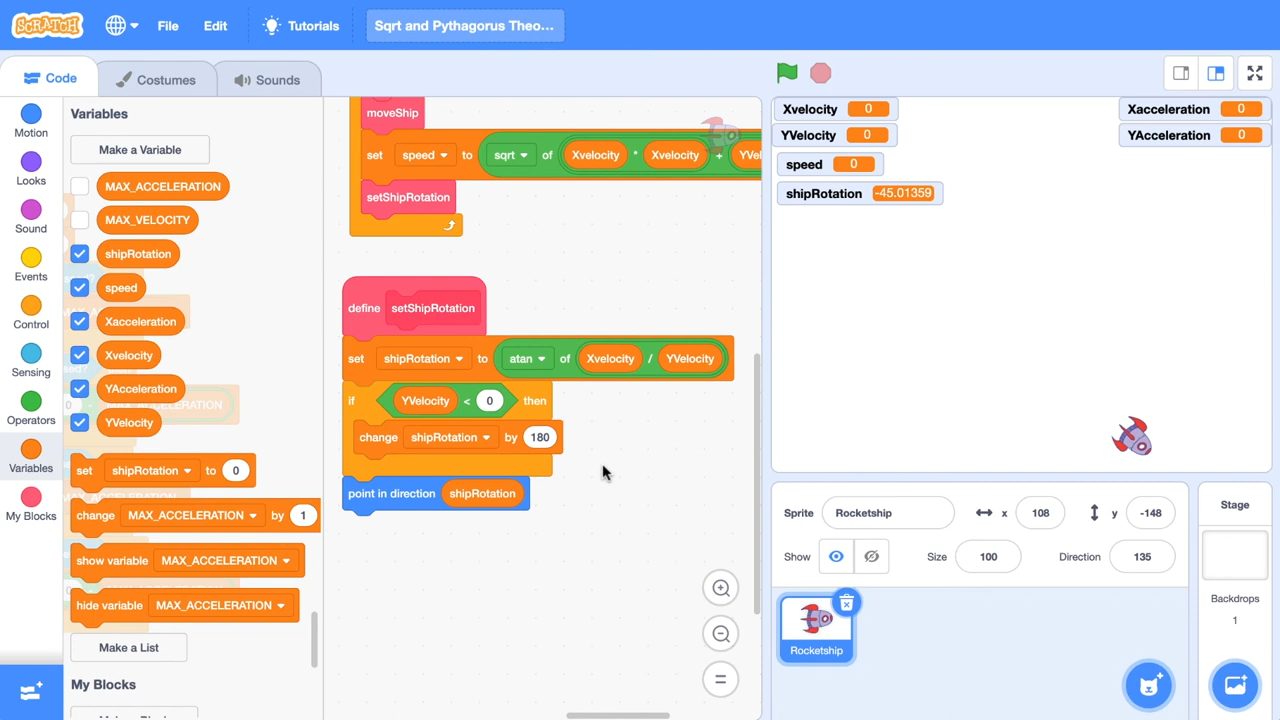 SCRATCH File Edit Tutorials Sqrt and Pythagorus Theo...
Code Costumes Sounds
Motion
Looks
Sound
Events
Control
Sensing
Operators
Variables
My Blocks
Variables
Make a Variable
MAX_ACCELERATION
MAX_VELOCITY
shipRotation
speed
Xacceleration
Xvelocity
YAcceleration
YVelocity
set shipRotation to 0
change MAX_ACCELERATION by 1
show variable MAX_ACCELERATION
hide variable MAX_ACCELERATION
Make a List
My Blocks
moveShip
set speed to sqrt of Xvelocity * Xvelocity + YVel
setShipRotation
define setShipRotation
set shipRotation to atan of Xvelocity / YVelocity
if YVelocity < 0 then
change shipRotation by 180
point in direction shipRotation
Xvelocity 0
YVelocity 0
speed 0
shipRotation -45.01359
Xacceleration 0
YAcceleration 0
Sprite Rocketship x 108 y -148
Show Size 100 Direction 135
Rocketship
Stage
Backdrops
1